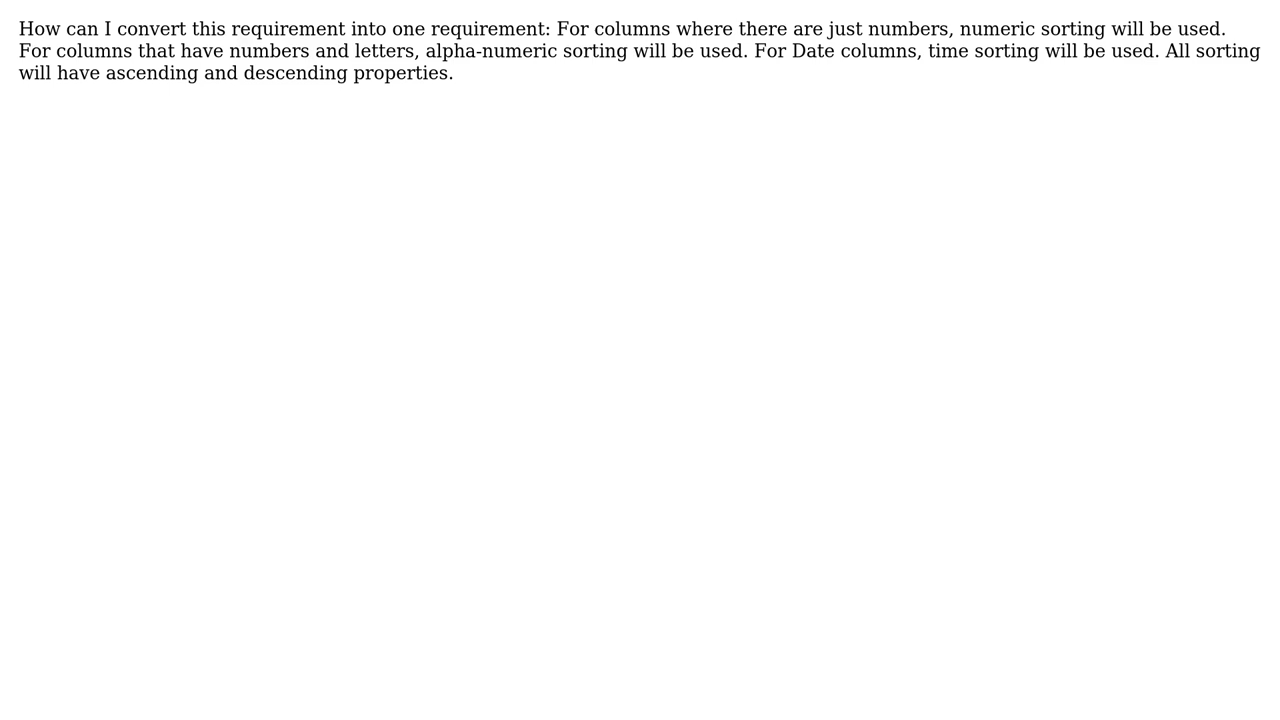 How can I convert this requirement into one requirement: For columns where there are just numbers, numeric sorting will be used.
For columns that have numbers and letters, alpha-numeric sorting will be used. For Date columns, time sorting will be used. All sorting
will have ascending and descending properties.